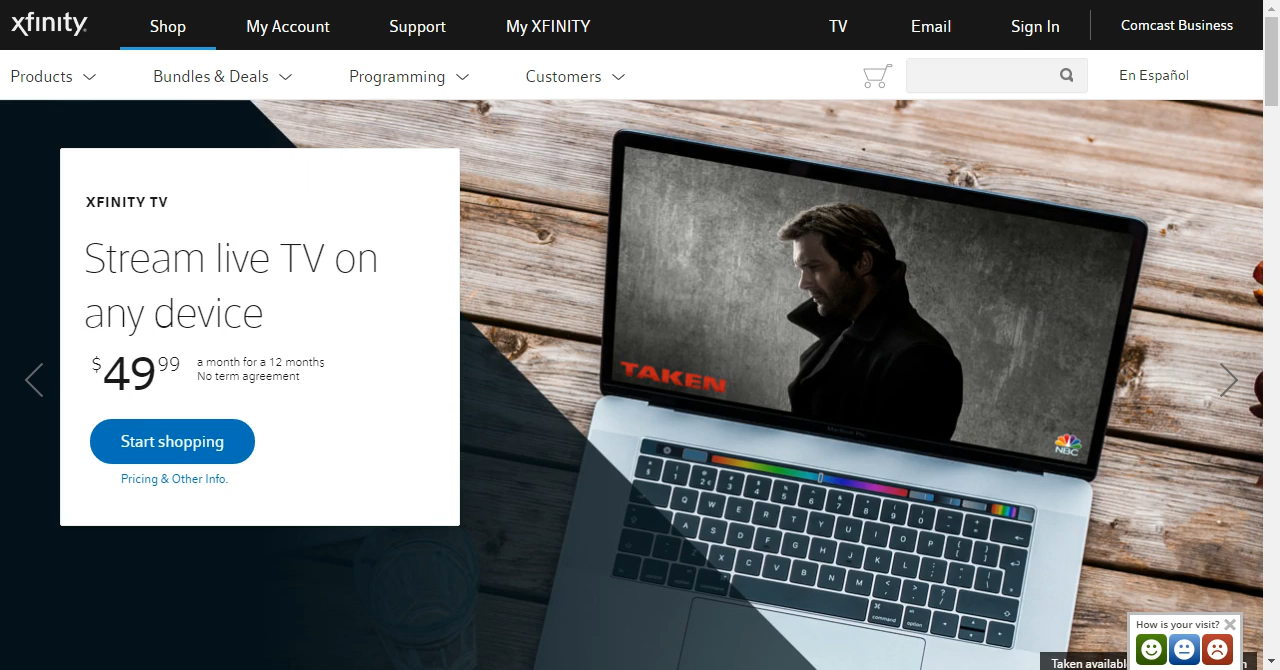 xfinity
Shop My Account Support My XFINITY TV Email Sign In Comcast Business
Products Bundles & Deals Programming Customers En Español
XFINITY TV
Stream live TV on
any device
$49.99 a month for a 12 months
No term agreement
Start shopping
Pricing & Other Info.
TAKEN
NBC
How is your visit?
Taken availabl